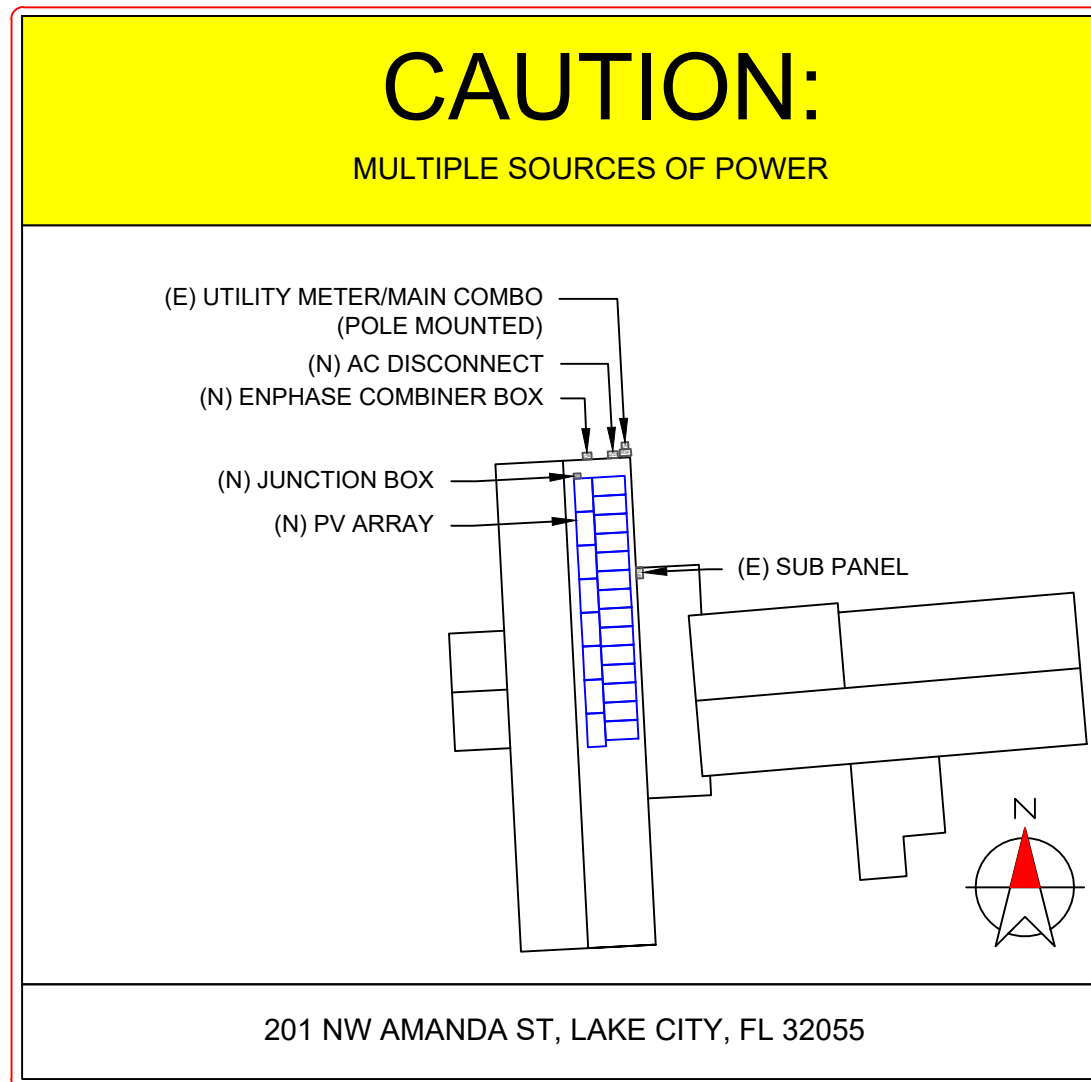 CAUTION:
MULTIPLE SOURCES OF POWER
(E) UTILITY METER/MAIN COMBO
(POLE MOUNTED)
(N) AC DISCONNECT
(N) ENPHASE COMBINER BOX
(N) JUNCTION BOX
(N) PV ARRAY
(E) SUB PANEL
N
201 NW AMANDA ST, LAKE CITY, FL 32055